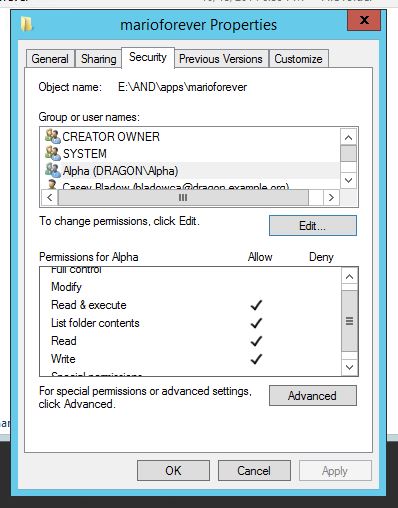 marioforever Properties
x
General Sharing Security Previous Versions Customize
Object name: E:\AND\apps\marioforever
Group or user names:
CREATOR OWNER
SYSTEM
Alpha (DRAGON\Alpha)
Casey Bladow (bladowca@dragon.example.org)
To change permissions, click Edit.
Edit...
Permissions for Alpha Allow Deny
Full control
Modify
Read & execute
List folder contents
Read
Write
Special permissions
For special permissions or advanced settings,
click Advanced.
Advanced
OK Cancel Apply